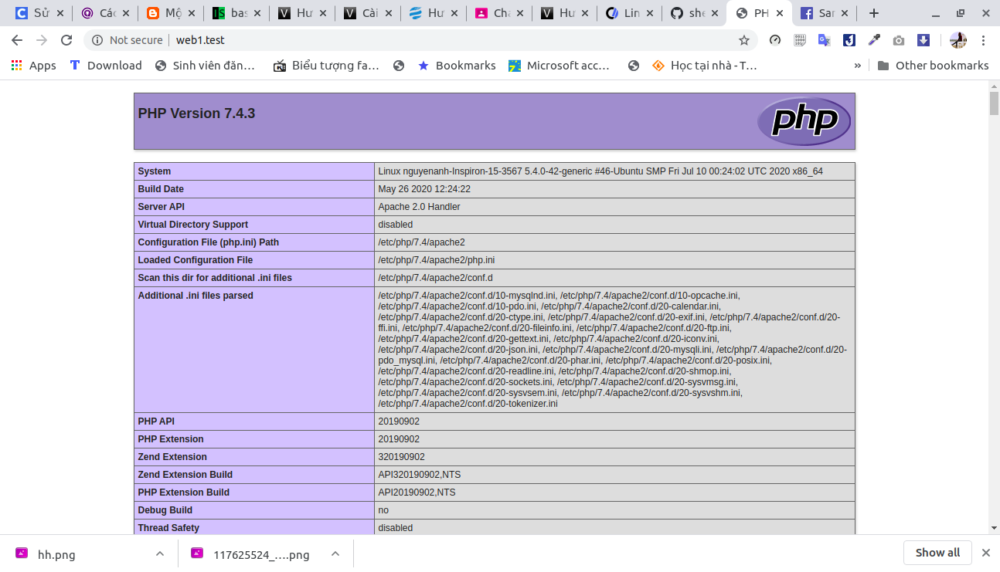 Sử
Các
Mộ
bas
Hư
Cài
Hư
Chả
Hư
Lin
she
PH
San
Not secure
web1.test
Apps
Download
Sinh viên đăn…
Biểu tượng fa…
Bookmarks
Microsoft acc…
Học tại nhà - T…
»
Other bookmarks
PHP Version 7.4.3
php
System
Linux nguyenanh-Inspiron-15-3567 5.4.0-42-generic #46-Ubuntu SMP Fri Jul 10 00:24:02 UTC 2020 x86_64
Build Date
May 26 2020 12:24:22
Server API
Apache 2.0 Handler
Virtual Directory Support
disabled
Configuration File (php.ini) Path
/etc/php/7.4/apache2
Loaded Configuration File
/etc/php/7.4/apache2/php.ini
Scan this dir for additional .ini files
/etc/php/7.4/apache2/conf.d
Additional .ini files parsed
/etc/php/7.4/apache2/conf.d/10-mysqlnd.ini, /etc/php/7.4/apache2/conf.d/10-opcache.ini,
/etc/php/7.4/apache2/conf.d/10-pdo.ini, /etc/php/7.4/apache2/conf.d/20-calendar.ini,
/etc/php/7.4/apache2/conf.d/20-ctype.ini, /etc/php/7.4/apache2/conf.d/20-exif.ini, /etc/php/7.4/apache2/conf.d/20-
ffi.ini, /etc/php/7.4/apache2/conf.d/20-fileinfo.ini, /etc/php/7.4/apache2/conf.d/20-ftp.ini,
/etc/php/7.4/apache2/conf.d/20-gettext.ini, /etc/php/7.4/apache2/conf.d/20-iconv.ini,
/etc/php/7.4/apache2/conf.d/20-json.ini, /etc/php/7.4/apache2/conf.d/20-mysqli.ini, /etc/php/7.4/apache2/conf.d/20-
pdo_mysql.ini, /etc/php/7.4/apache2/conf.d/20-phar.ini, /etc/php/7.4/apache2/conf.d/20-posix.ini,
/etc/php/7.4/apache2/conf.d/20-readline.ini, /etc/php/7.4/apache2/conf.d/20-shmop.ini,
/etc/php/7.4/apache2/conf.d/20-sockets.ini, /etc/php/7.4/apache2/conf.d/20-sysvmsg.ini,
/etc/php/7.4/apache2/conf.d/20-sysvsem.ini, /etc/php/7.4/apache2/conf.d/20-sysvshm.ini,
/etc/php/7.4/apache2/conf.d/20-tokenizer.ini
PHP API
20190902
PHP Extension
20190902
Zend Extension
320190902
Zend Extension Build
API320190902,NTS
PHP Extension Build
API20190902,NTS
Debug Build
no
Thread Safety
disabled
hh.png
117625524_….png
Show all